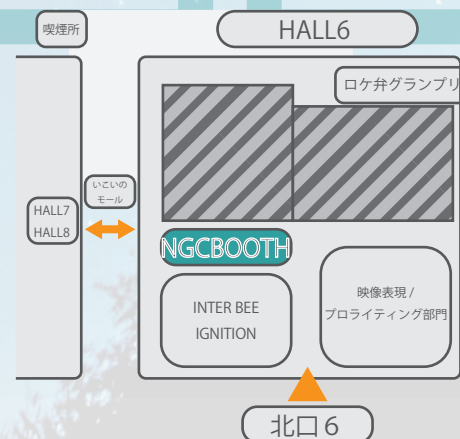 喫煙所
HALL6
ロケ弁グランプリ
いこいの
モール
HALL7
HALL8
NGCBOOTH
INTER BEE
IGNITION
映像表現 /
プロライティング部門
北口６